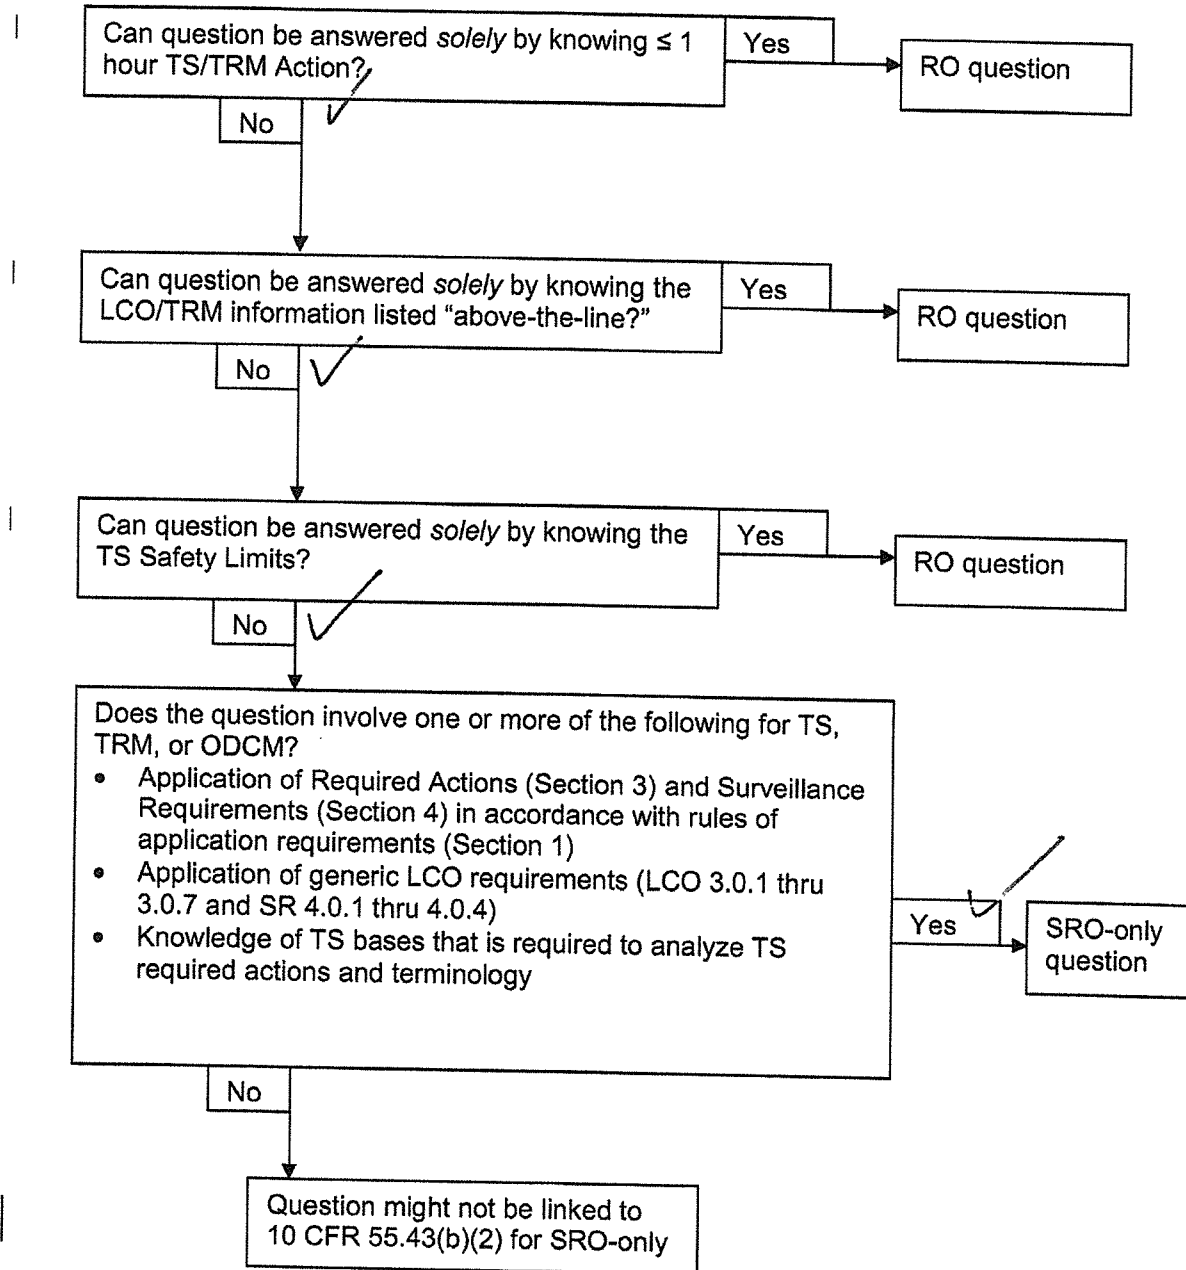 Can question be answered solely by knowing ≤ 1
hour TS/TRM Action?
Yes
RO question
No
Can question be answered solely by knowing the
LCO/TRM information listed "above-the-line?"
Yes
RO question
No
Can question be answered solely by knowing the
TS Safety Limits?
Yes
RO question
No
Does the question involve one or more of the following for TS,
TRM, or ODCM?
• Application of Required Actions (Section 3) and Surveillance
Requirements (Section 4) in accordance with rules of
application requirements (Section 1)
• Application of generic LCO requirements (LCO 3.0.1 thru
3.0.7 and SR 4.0.1 thru 4.0.4)
• Knowledge of TS bases that is required to analyze TS
required actions and terminology
Yes
SRO-only
question
No
Question might not be linked to
10 CFR 55.43(b)(2) for SRO-only